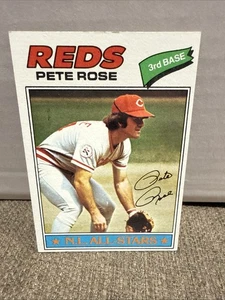 REDS
PETE ROSE
3rd BASE
Pete
Rose
★ N.L. ALL-STARS ★